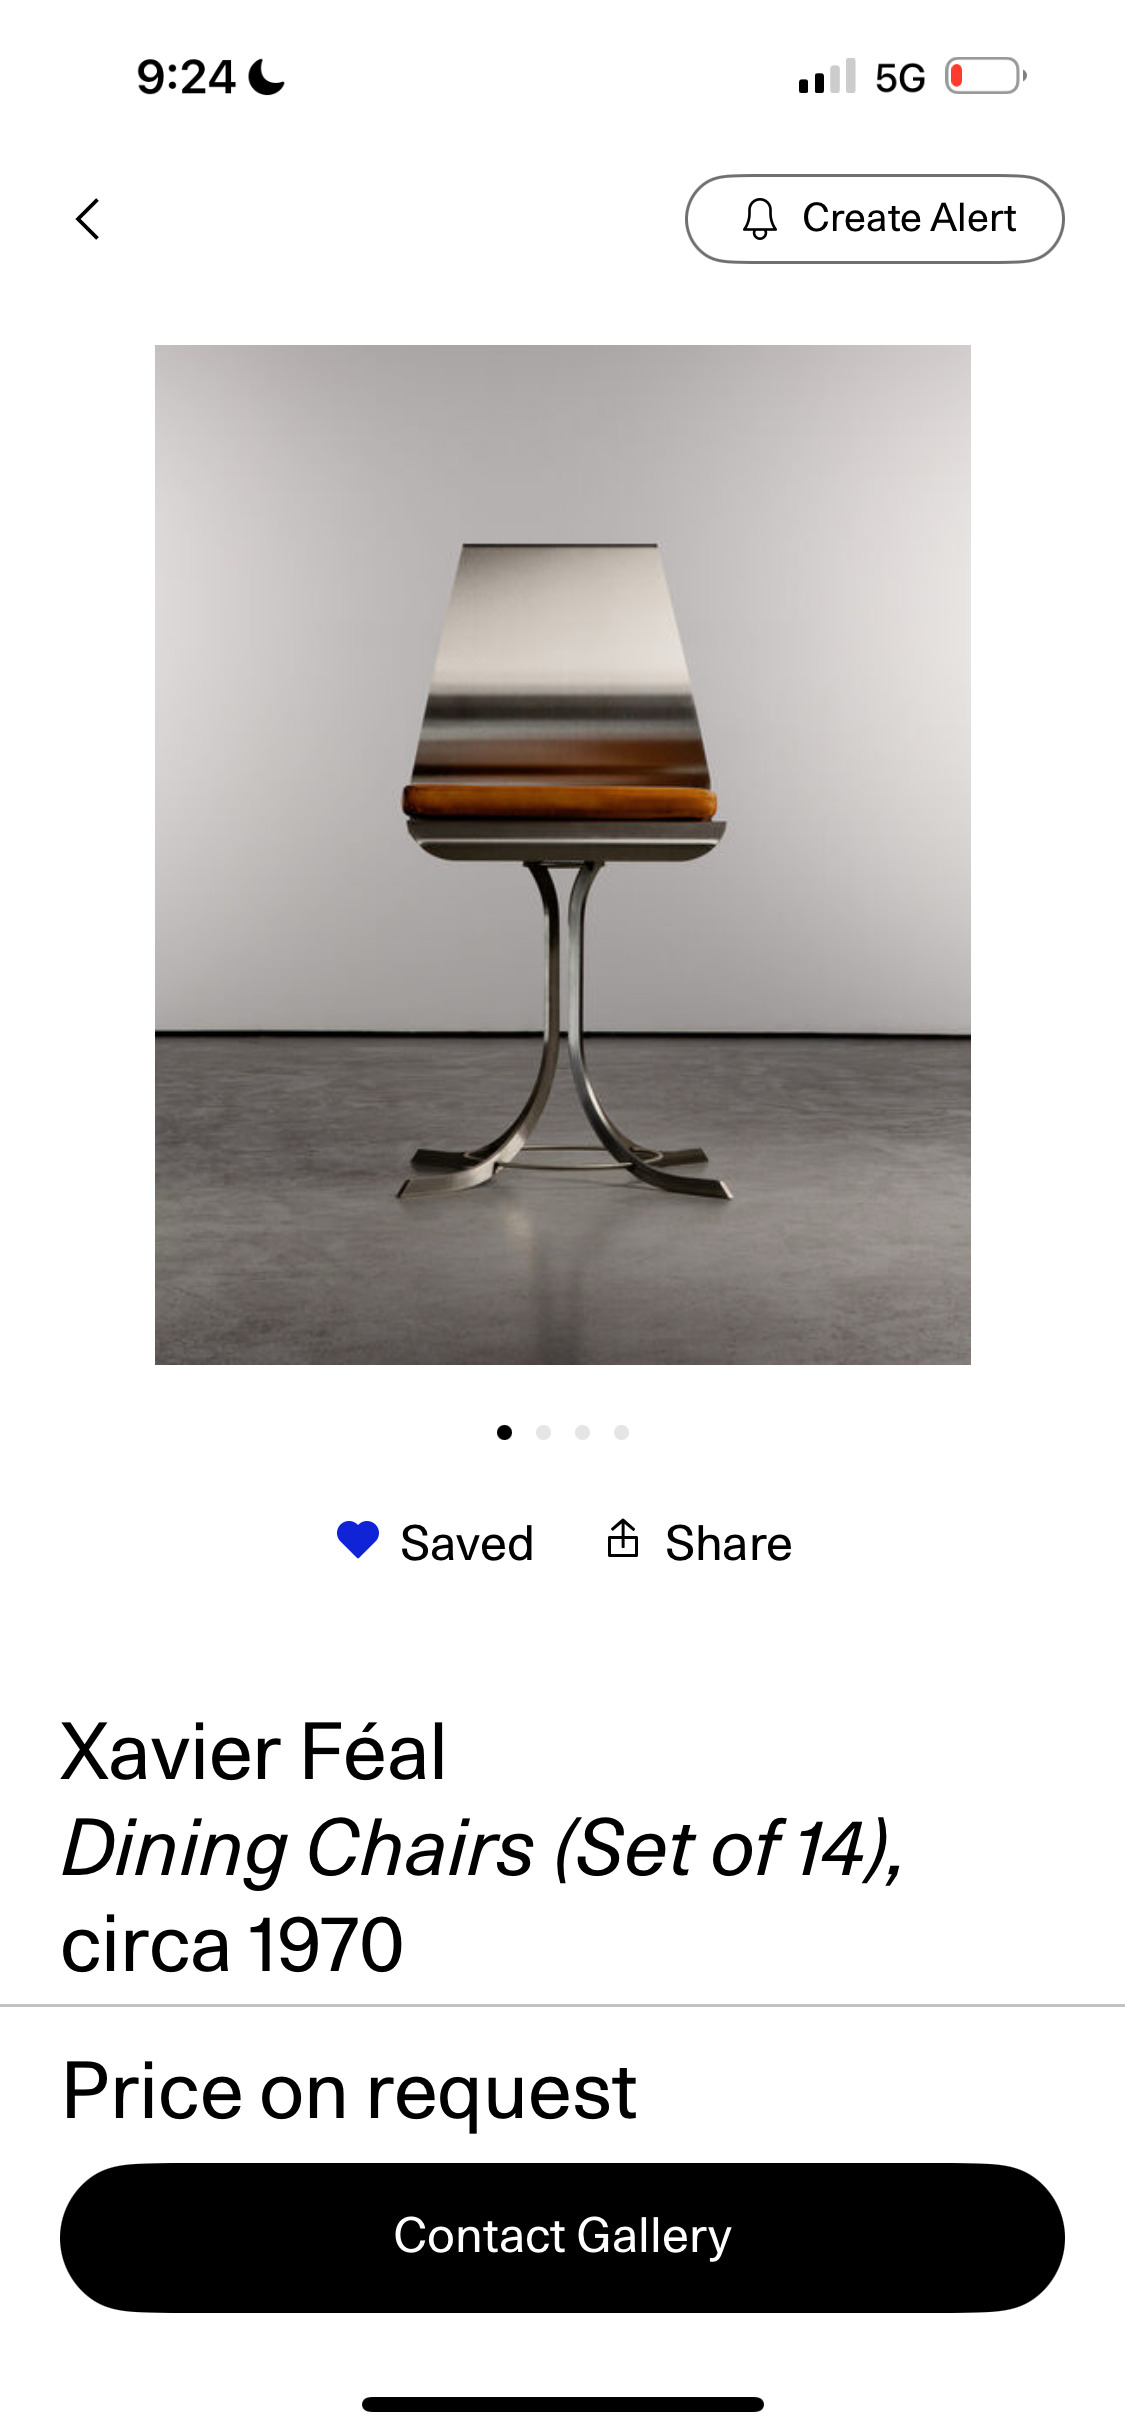 9:24 5G
Create Alert
Saved Share
Xavier Féal
Dining Chairs (Set of 14),
circa 1970
Price on request
Contact Gallery